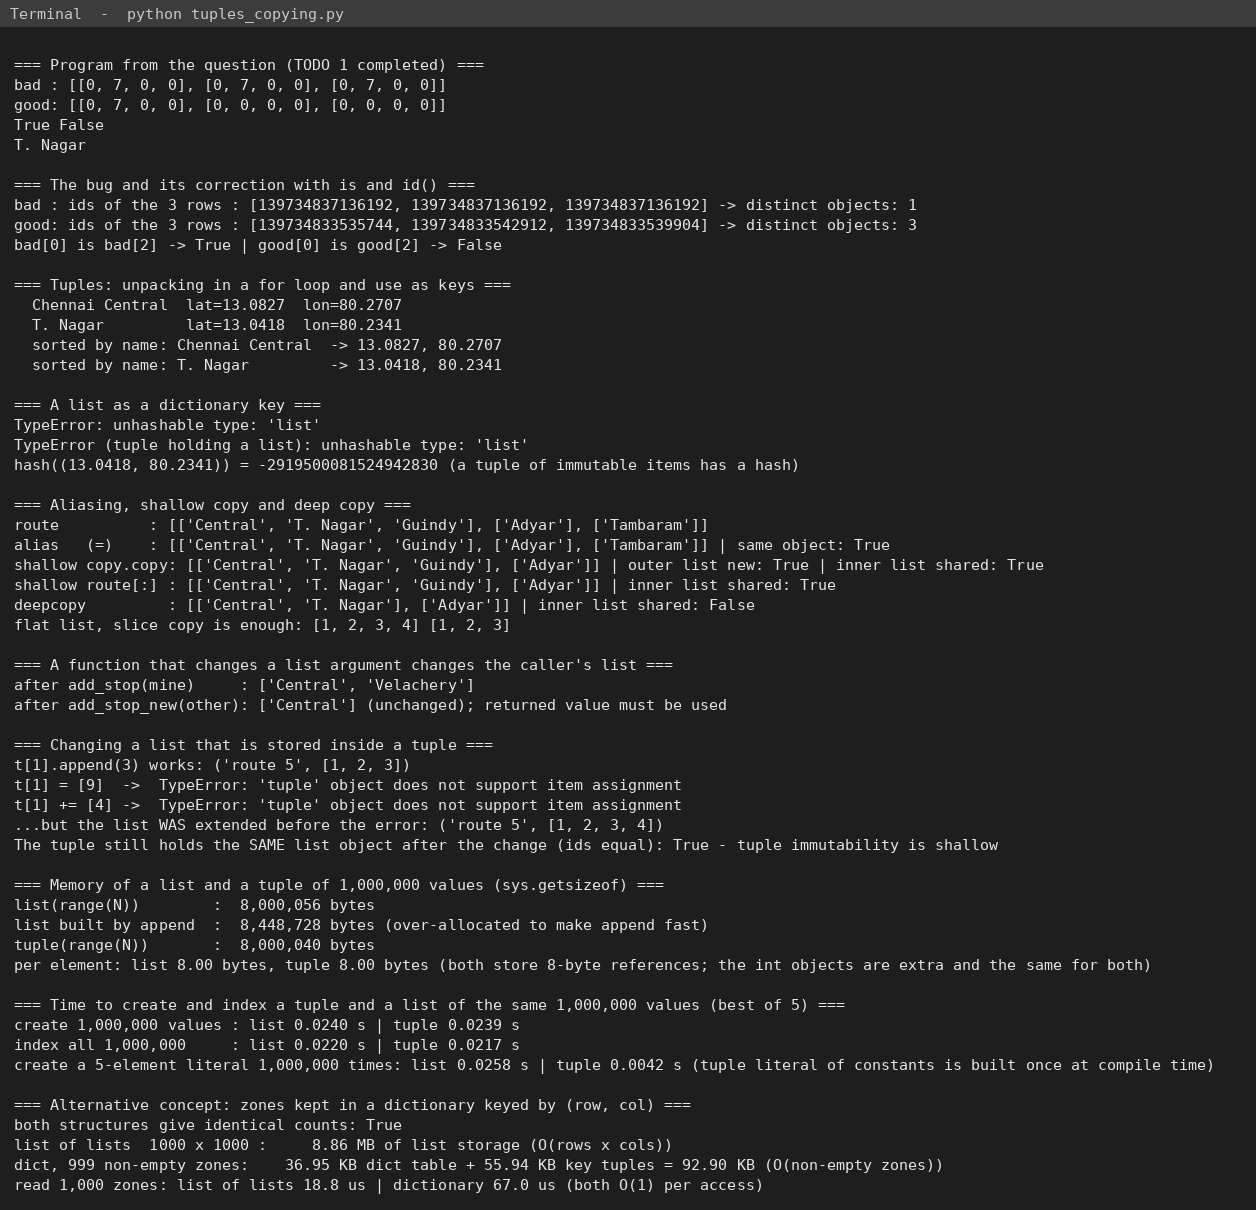 Terminal  -  python tuples_copying.py
=== Program from the question (TODO 1 completed) ===
bad : [[0, 7, 0, 0], [0, 7, 0, 0], [0, 7, 0, 0]]
good: [[0, 7, 0, 0], [0, 0, 0, 0], [0, 0, 0, 0]]
True False
T. Nagar
=== The bug and its correction with is and id() ===
bad : ids of the 3 rows : [139734837136192, 139734837136192, 139734837136192] -> distinct objects: 1
good: ids of the 3 rows : [139734833535744, 139734833542912, 139734833539904] -> distinct objects: 3
bad[0] is bad[2] -> True | good[0] is good[2] -> False
=== Tuples: unpacking in a for loop and use as keys ===
  Chennai Central  lat=13.0827  lon=80.2707
  T. Nagar         lat=13.0418  lon=80.2341
  sorted by name: Chennai Central  -> 13.0827, 80.2707
  sorted by name: T. Nagar         -> 13.0418, 80.2341
=== A list as a dictionary key ===
TypeError: unhashable type: 'list'
TypeError (tuple holding a list): unhashable type: 'list'
hash((13.0418, 80.2341)) = -2919500081524942830 (a tuple of immutable items has a hash)
=== Aliasing, shallow copy and deep copy ===
route          : [['Central', 'T. Nagar', 'Guindy'], ['Adyar'], ['Tambaram']]
alias   (=)    : [['Central', 'T. Nagar', 'Guindy'], ['Adyar'], ['Tambaram']] | same object: True
shallow copy.copy: [['Central', 'T. Nagar', 'Guindy'], ['Adyar']] | outer list new: True | inner list shared: True
shallow route[:] : [['Central', 'T. Nagar', 'Guindy'], ['Adyar']] | inner list shared: True
deepcopy         : [['Central', 'T. Nagar'], ['Adyar']] | inner list shared: False
flat list, slice copy is enough: [1, 2, 3, 4] [1, 2, 3]
=== A function that changes a list argument changes the caller's list ===
after add_stop(mine)     : ['Central', 'Velachery']
after add_stop_new(other): ['Central'] (unchanged); returned value must be used
=== Changing a list that is stored inside a tuple ===
t[1].append(3) works: ('route 5', [1, 2, 3])
t[1] = [9]  ->  TypeError: 'tuple' object does not support item assignment
t[1] += [4] ->  TypeError: 'tuple' object does not support item assignment
...but the list WAS extended before the error: ('route 5', [1, 2, 3, 4])
The tuple still holds the SAME list object after the change (ids equal): True - tuple immutability is shallow
=== Memory of a list and a tuple of 1,000,000 values (sys.getsizeof) ===
list(range(N))        :  8,000,056 bytes
list built by append  :  8,448,728 bytes (over-allocated to make append fast)
tuple(range(N))       :  8,000,040 bytes
per element: list 8.00 bytes, tuple 8.00 bytes (both store 8-byte references; the int objects are extra and the same for both)
=== Time to create and index a tuple and a list of the same 1,000,000 values (best of 5) ===
create 1,000,000 values : list 0.0240 s | tuple 0.0239 s
index all 1,000,000     : list 0.0220 s | tuple 0.0217 s
create a 5-element literal 1,000,000 times: list 0.0258 s | tuple 0.0042 s (tuple literal of constants is built once at compile time)
=== Alternative concept: zones kept in a dictionary keyed by (row, col) ===
both structures give identical counts: True
list of lists  1000 x 1000 :     8.86 MB of list storage (O(rows x cols))
dict, 999 non-empty zones:    36.95 KB dict table + 55.94 KB key tuples = 92.90 KB (O(non-empty zones))
read 1,000 zones: list of lists 18.8 us | dictionary 67.0 us (both O(1) per access)